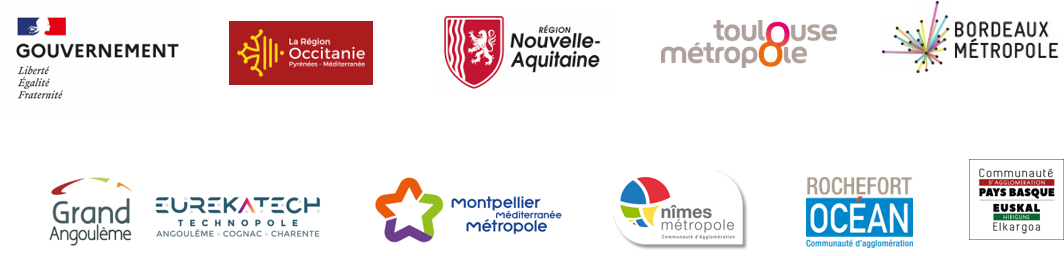 GOUVERNEMENT
Liberté
Égalité
Fraternité
La Région
Occitanie
Pyrénées - Méditerranée
RÉGION
Nouvelle-
Aquitaine
toulouse
métropole
BORDEAUX
MÉTROPOLE
Grand
Angoulême
EUREKATECH
TECHNOPOLE
ANGOULÊME - COGNAC - CHARENTE
Montpellier
Méditerranée
Métropole
nîmes
métropole
Communauté d'Agglomération
ROCHEFORT
OCÉAN
Communauté d'agglomération
Communauté
D'AGGLOMÉRATION
PAYS BASQUE
EUSKAL
HIRIGUNE
Elkargoa